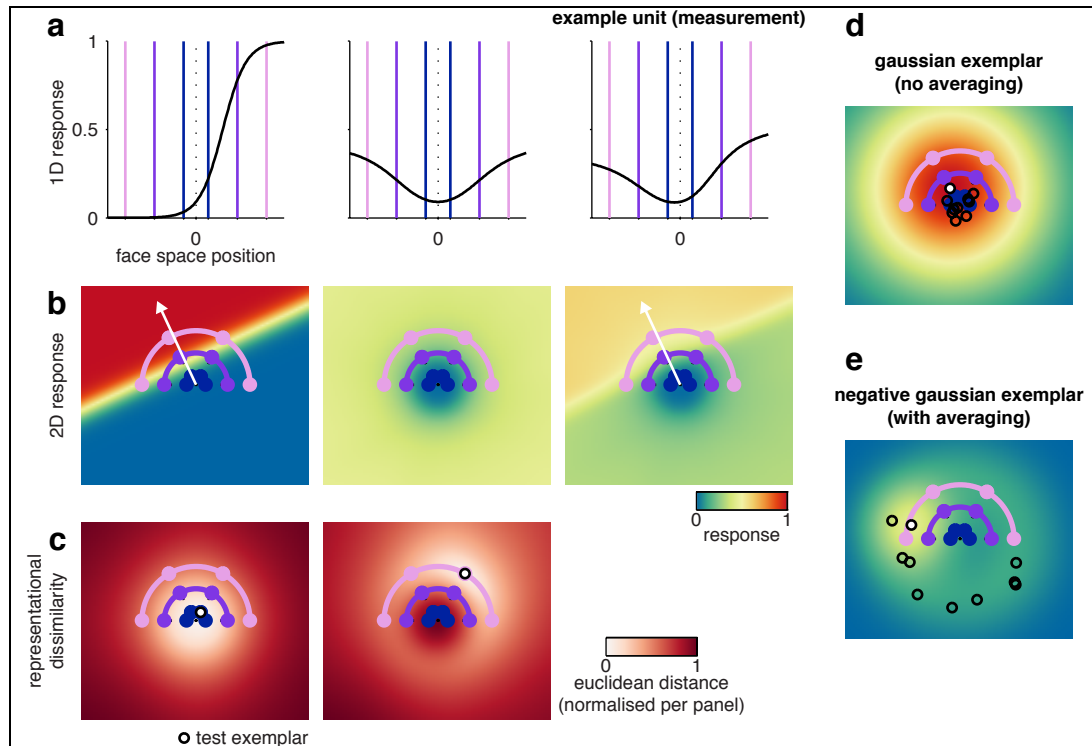 a
example unit (measurement)
1
0.5
0
1D response
0
0
0
face space position
b
2D response
0
1
response
c
representational
dissimilarity
0
1
euclidean distance
(normalised per panel)
test exemplar
d
gaussian exemplar
(no averaging)
e
negative gaussian exemplar
(with averaging)